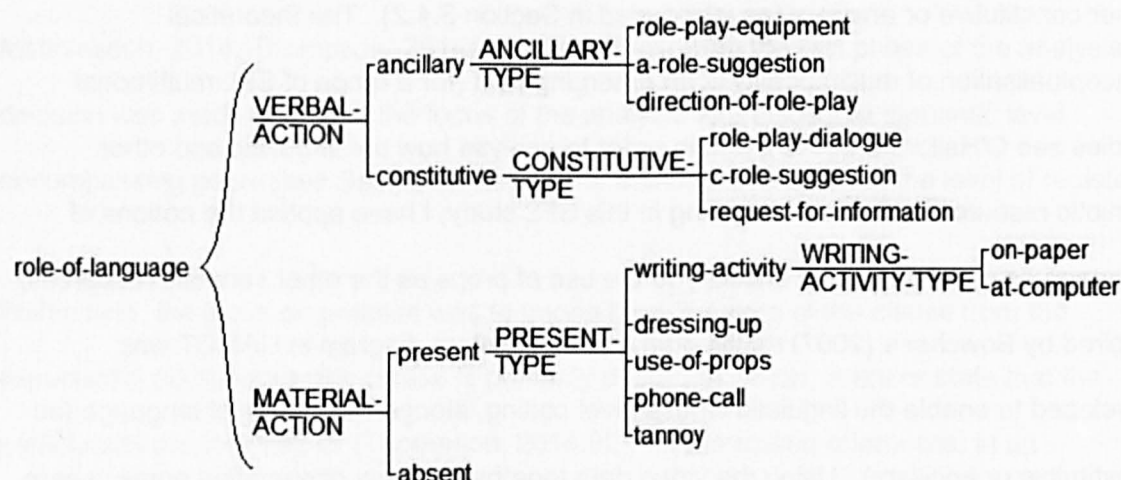 role-play-equipment
ancillary ANCILLARY- a-role-suggestion
TYPE
direction-of-role-play
VERBAL-
ACTION
role-play-dialogue
constitutive CONSTITUTIVE- c-role-suggestion
TYPE
request-for-information
role-of-language
writing-activity WRITING- on-paper
ACTIVITY-TYPE at-computer
dressing-up
present PRESENT- use-of-props
TYPE
phone-call
tannoy
MATERIAL-
ACTION
absent